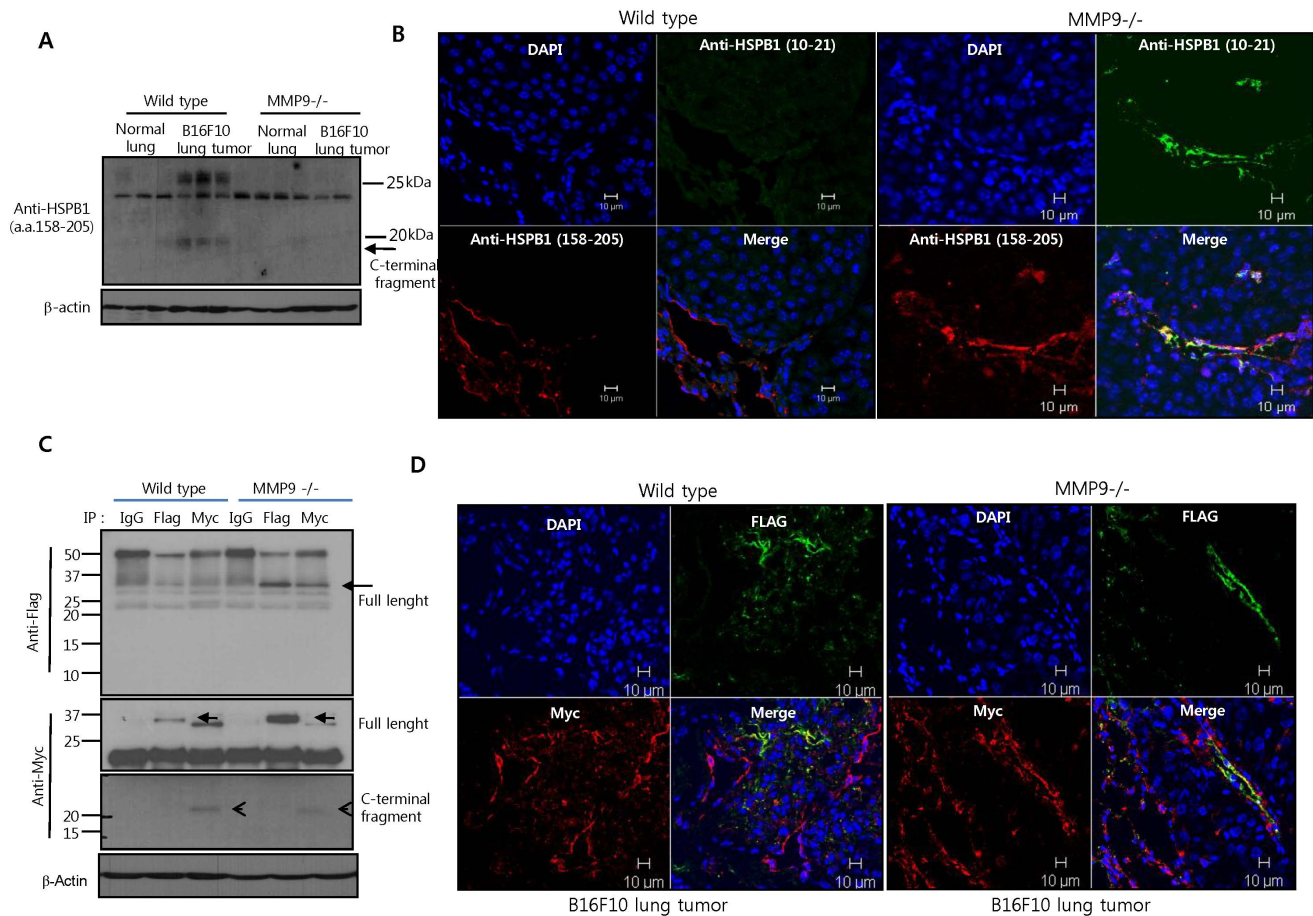 A
Wild type
MMP9-/-
Normal
lung
B16F10
lung tumor
Normal
lung
B16F10
lung tumor
Anti-HSPB1
(a.a.158-205)
25kDa
20kDa
C-terminal
fragment
β-actin
B
Wild type
MMP9-/-
DAPI
Anti-HSPB1 (10-21)
DAPI
Anti-HSPB1 (10-21)
10 μm
10 μm
10 μm
10 μm
Anti-HSPB1 (158-205)
Merge
Anti-HSPB1 (158-205)
Merge
10 μm
10 μm
10 μm
10 μm
C
Wild type
MMP9 -/-
IP :
IgG
Flag
Myc
IgG
Flag
Myc
Anti-Flag
50
37
25
20
15
10
Full lenght
Anti-Myc
37
25
Full lenght
20
15
C-terminal
fragment
β-Actin
D
Wild type
MMP9-/-
DAPI
FLAG
DAPI
FLAG
10 μm
10 μm
10 μm
10 μm
Myc
Merge
Myc
Merge
10 μm
10 μm
10 μm
10 μm
B16F10 lung tumor
B16F10 lung tumor